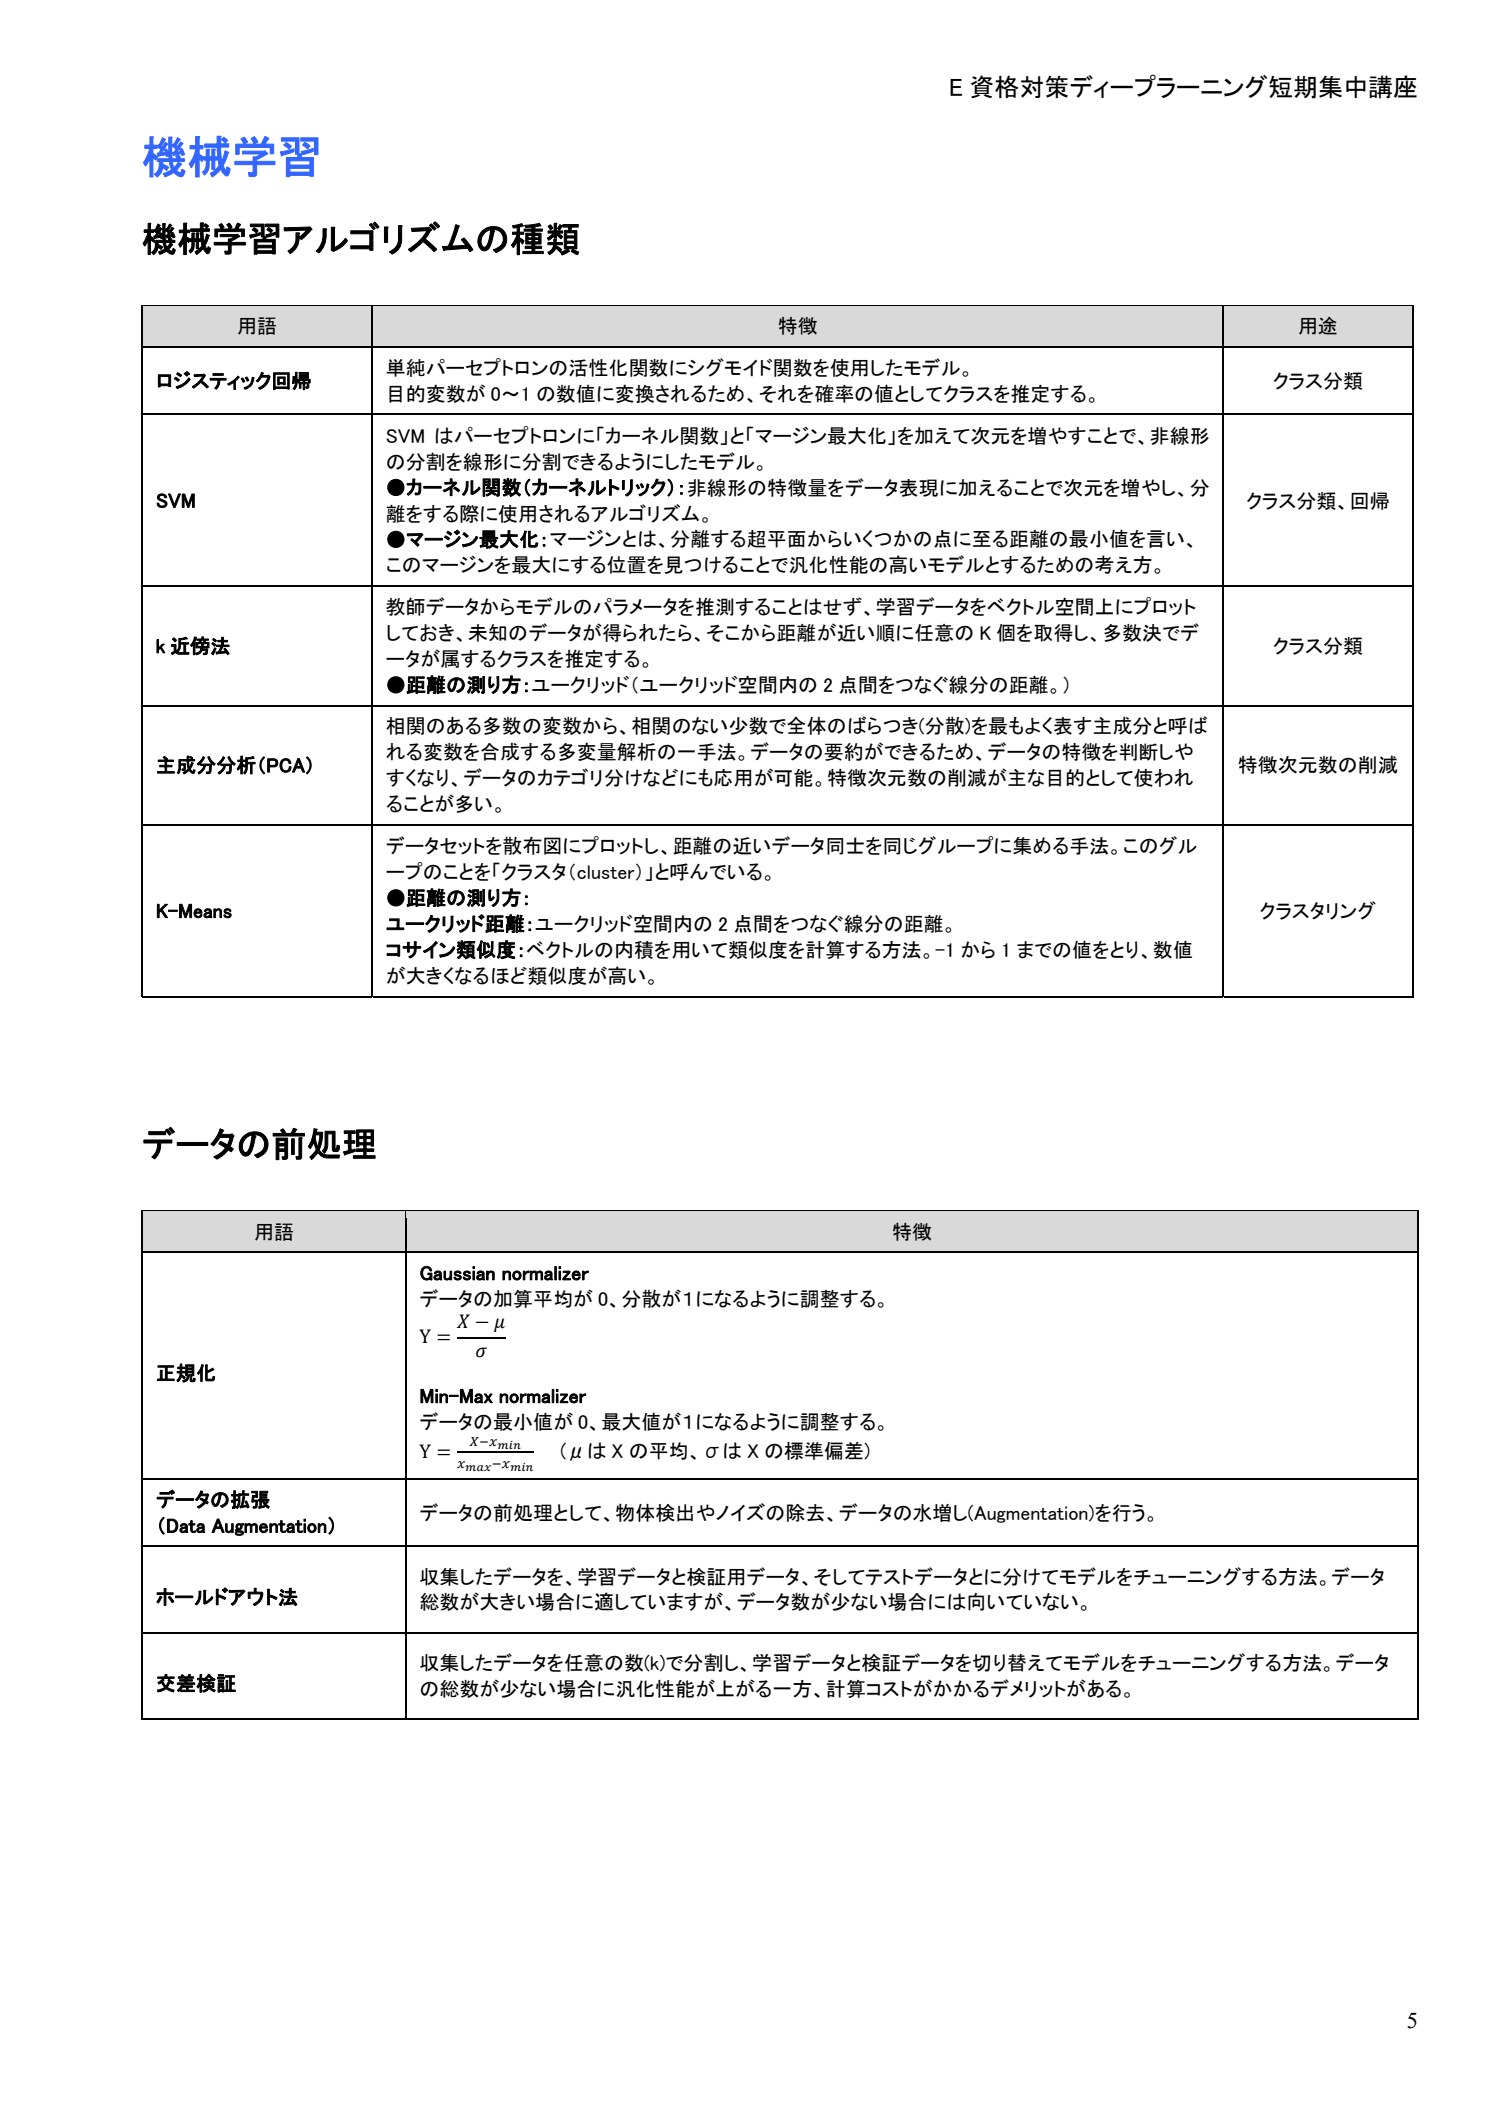 E 資格対策ディープラーニング短期集中講座
機械学習
機械学習アルゴリズムの種類
用語 特徴 用途
ロジスティック回帰
単純パーセプトロンの活性化関数にシグモイド関数を使用したモデル。
目的変数が 0～1 の数値に変換されるため、それを確率の値としてクラスを推定する。
クラス分類
SVM
SVM はパーセプトロンに「カーネル関数」と「マージン最大化」を加えて次元を増やすことで、非線形
の分割を線形に分割できるようにしたモデル。
●カーネル関数（カーネルトリック）：非線形の特徴量をデータ表現に加えることで次元を増やし、分
離をする際に使用されるアルゴリズム。
●マージン最大化：マージンとは、分離する超平面からいくつかの点に至る距離の最小値を言い、
このマージンを最大にする位置を見つけることで汎化性能の高いモデルとするための考え方。
クラス分類、回帰
k 近傍法
教師データからモデルのパラメータを推測することはせず、学習データをベクトル空間上にプロット
しておき、未知のデータが得られたら、そこから距離が近い順に任意の K 個を取得し、多数決でデ
ータが属するクラスを推定する。
●距離の測り方：ユークリッド（ユークリッド空間内の 2 点間をつなぐ線分の距離。）
クラス分類
主成分分析（PCA）
相関のある多数の変数から、相関のない少数で全体のばらつき(分散)を最もよく表す主成分と呼ば
れる変数を合成する多変量解析の一手法。データの要約ができるため、データの特徴を判断しや
すくなり、データのカテゴリ分けなどにも応用が可能。特徴次元数の削減が主な目的として使われ
ることが多い。
特徴次元数の削減
K-Means
データセットを散布図にプロットし、距離の近いデータ同士を同じグループに集める手法。このグル
ープのことを「クラスタ（cluster）」と呼んでいる。
●距離の測り方：
ユークリッド距離：ユークリッド空間内の 2 点間をつなぐ線分の距離。
コサイン類似度：ベクトルの内積を用いて類似度を計算する方法。-1 から 1 までの値をとり、数値
が大きくなるほど類似度が高い。
クラスタリング
データの前処理
用語 特徴
正規化
Gaussian normalizer
データの加算平均が 0、分散が1になるように調整する。
Y = (X − μ) / σ
Min-Max normalizer
データの最小値が 0、最大値が1になるように調整する。
Y = (X−x_min) / (x_max−x_min) （μ は X の平均、σ は X の標準偏差）
データの拡張
（Data Augmentation）
データの前処理として、物体検出やノイズの除去、データの水増し(Augmentation)を行う。
ホールドアウト法
収集したデータを、学習データと検証用データ、そしてテストデータとに分けてモデルをチューニングする方法。データ
総数が大きい場合に適していますが、データ数が少ない場合には向いていない。
交差検証
収集したデータを任意の数(k)で分割し、学習データと検証データを切り替えてモデルをチューニングする方法。データ
の総数が少ない場合に汎化性能が上がる一方、計算コストがかかるデメリットがある。
5